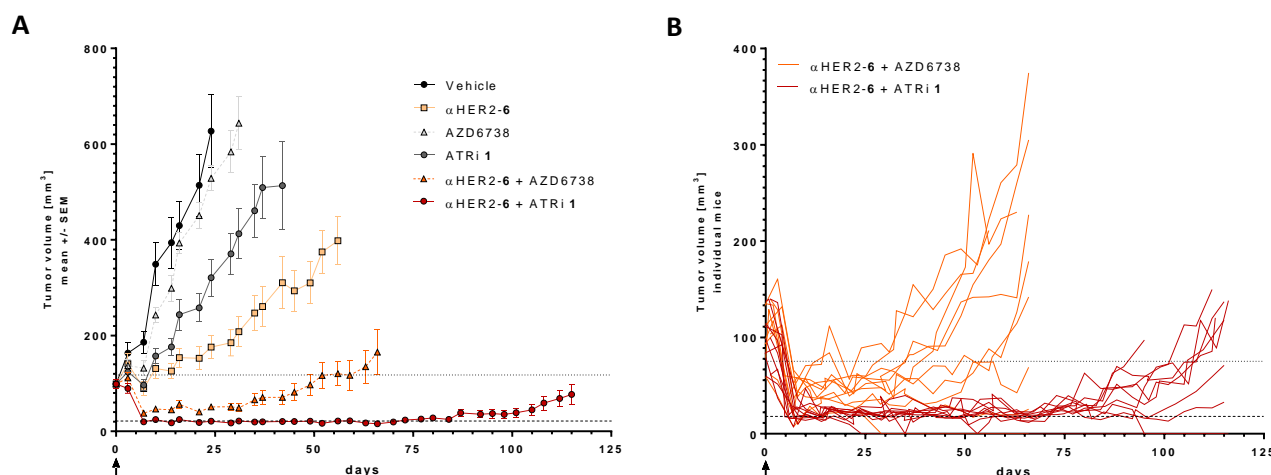 A
Tumor volume [mm³]
mean +/- SEM
800
600
400
200
0
0
25
50
75
100
125
days
Vehicle
αHER2-6
AZD6738
ATRi 1
αHER2-6 + AZD6738
αHER2-6 + ATRi 1
B
Tumor volume [mm³]
individual mice
400
300
200
100
0
0
25
50
75
100
125
days
αHER2-6 + AZD6738
αHER2-6 + ATRi 1